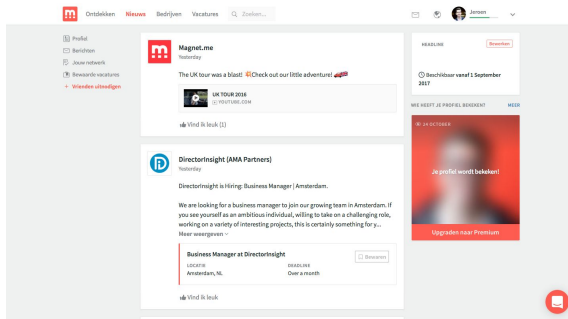 Ontdekken Nieuws Bedrijven Vacatures Zoeken... Jeroen
Profiel
Berichten
Jouw netwerk
Bewaarde vacatures
+ Vrienden uitnodigen
Magnet.me
Yesterday
The UK tour was a blast! Check out our little adventure!
UK TOUR 2016
YOUTUBE.COM
Vind ik leuk (1)
DirectorInsight (AMA Partners)
Yesterday
DirectorInsight is Hiring: Business Manager | Amsterdam.
We are looking for a business manager to join our growing team in Amsterdam. If
you see yourself as an ambitious individual, willing to take on a challenging role,
working on a variety of interesting projects, this is certainly something for y...
Meer weergeven
Business Manager at DirectorInsight
Bewaren
LOCATIE DEADLINE
Amsterdam, NL Over a month
Vind ik leuk
HEADLINE Bewerken
Beschikbaar vanaf 1 September
2017
WIE HEEFT JE PROFIEL BEKEKEN? MEER
24 OCTOBER
Je profiel wordt bekeken!
Upgraden naar Premium